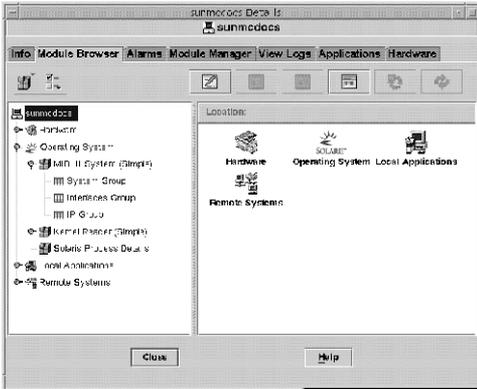 sunmcdocs Details
sunmcdocs
Info Module Browser Alarms Module Manager View Logs Applications Hardware
sunmcdocs
Hardware
Operating System
MIB-II System (Simple)
System Group
Interfaces Group
IP Group
Kernel Reader (Simple)
Solaris Process Details
Local Applications
Remote Systems
Location:
SOLARIS
Hardware Operating System Local Applications
Remote Systems
Close Help